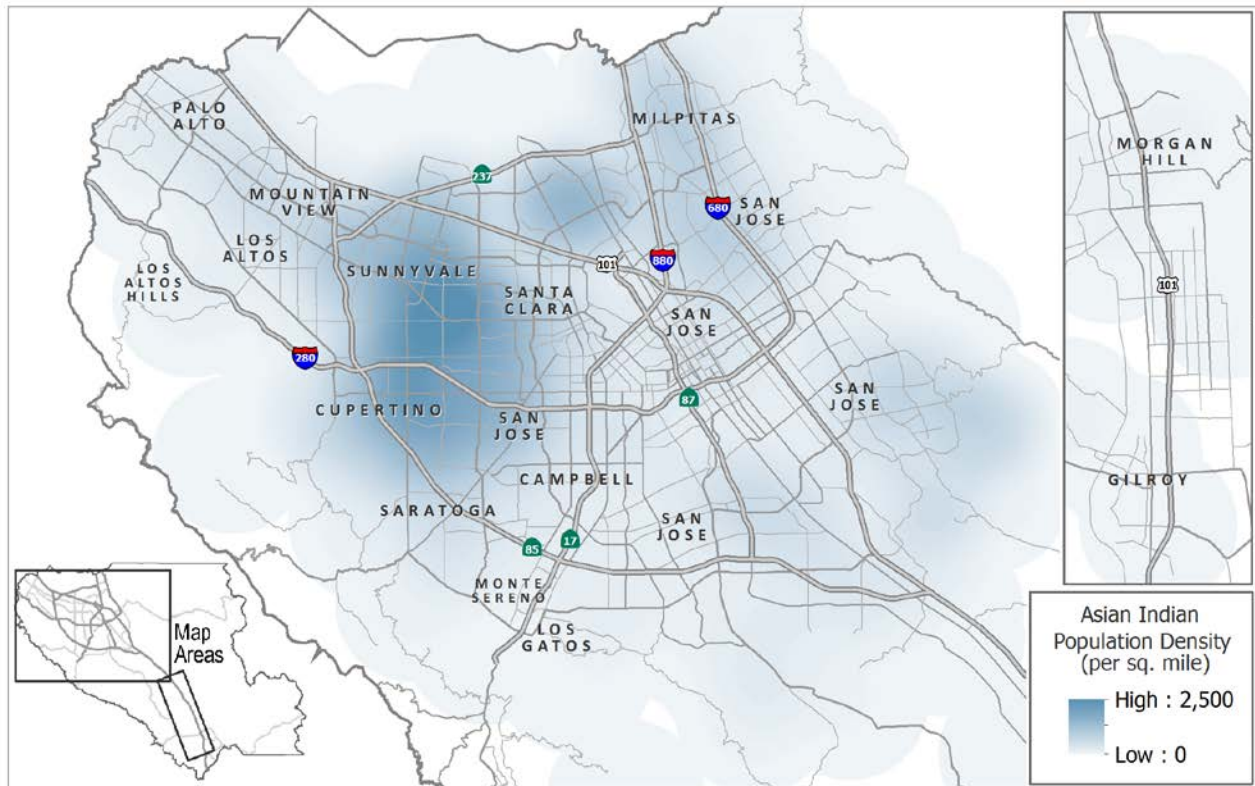 PALO
ALTO
MOUNTAIN
VIEW
LOS
ALTOS
LOS
ALTOS
HILLS
SUNNYVALE
237
MILPITAS
680
SAN
JOSE
880
101
SANTA
CLARA
SAN
JOSE
280
CUPERTINO
SAN
JOSE
87
SAN
JOSE
CAMPBELL
SARATOGA
SAN
JOSE
85
17
MONTE
SERENO
LOS
GATOS
MORGAN
HILL
101
GILROY
Map
Areas
Asian Indian
Population Density
(per sq. mile)
High : 2,500
Low : 0